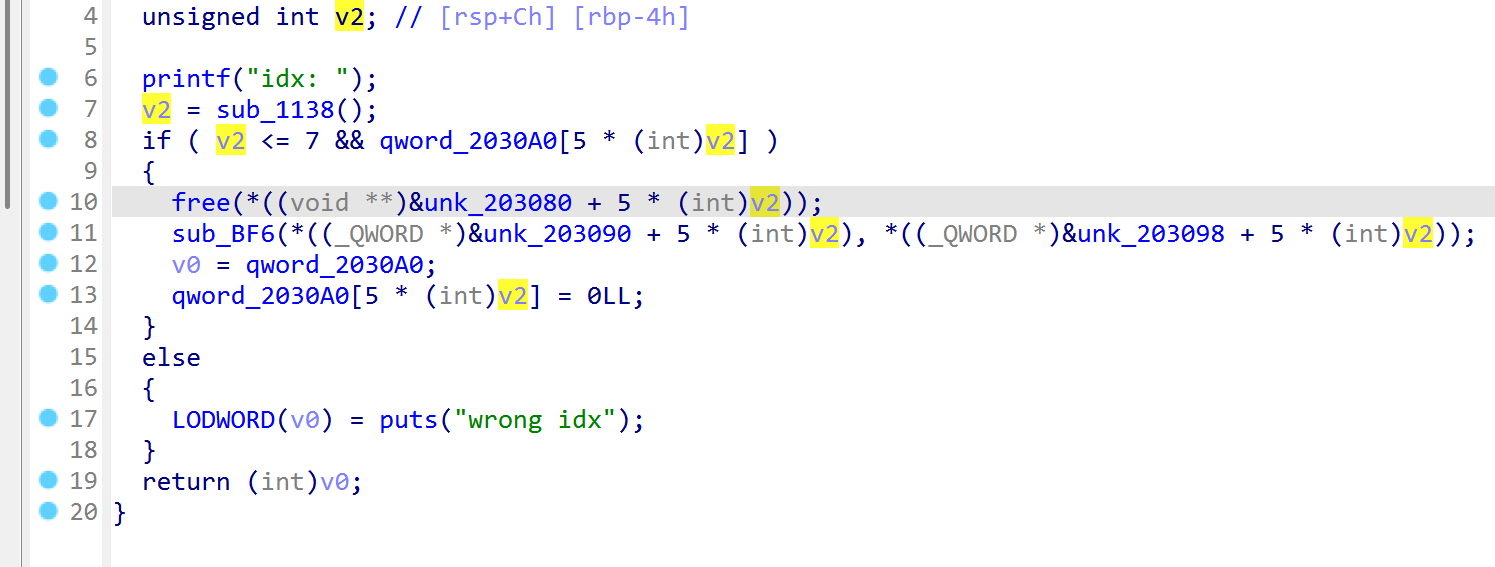 4 unsigned int v2; // [rsp+Ch] [rbp-4h]
5
6 printf("idx: ");
7 v2 = sub_1138();
8 if ( v2 <= 7 && qword_2030A0[5 * (int)v2] )
9 {
10 free(*((void **)&unk_203080 + 5 * (int)v2));
11 sub_BF6(*((_QWORD *)&unk_203090 + 5 * (int)v2), *((_QWORD *)&unk_203098 + 5 * (int)v2));
12 v0 = qword_2030A0;
13 qword_2030A0[5 * (int)v2] = 0LL;
14 }
15 else
16 {
17 LODWORD(v0) = puts("wrong idx");
18 }
19 return (int)v0;
20 }